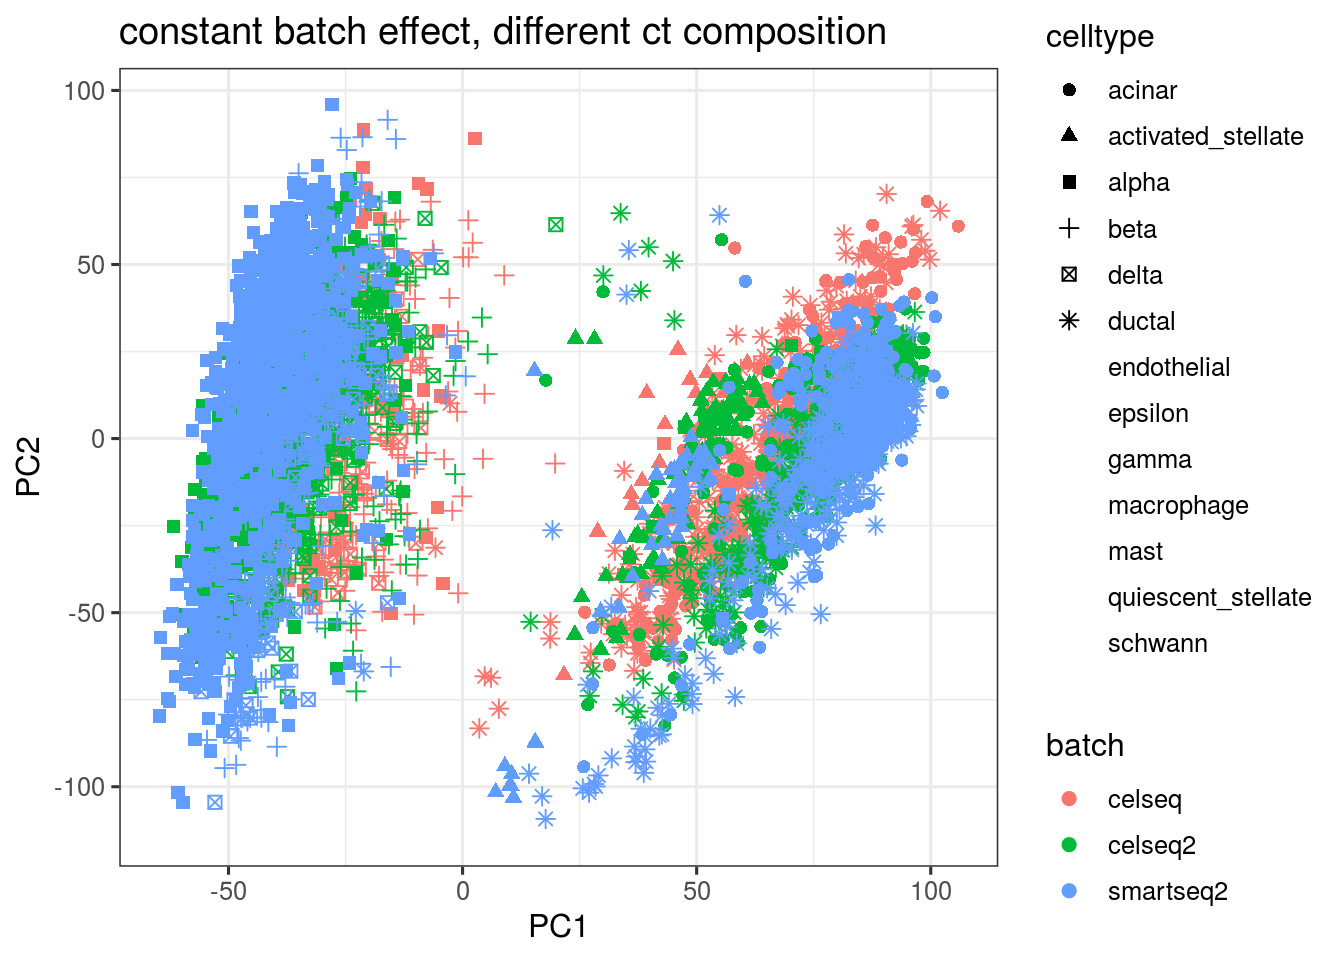 constant batch effect, different ct composition
100
50
0
-50
-100
PC2
-50
0
50
100
PC1
celltype
acinar
activated_stellate
alpha
beta
delta
ductal
endothelial
epsilon
gamma
macrophage
mast
quiescent_stellate
schwann
batch
celseq
celseq2
smartseq2